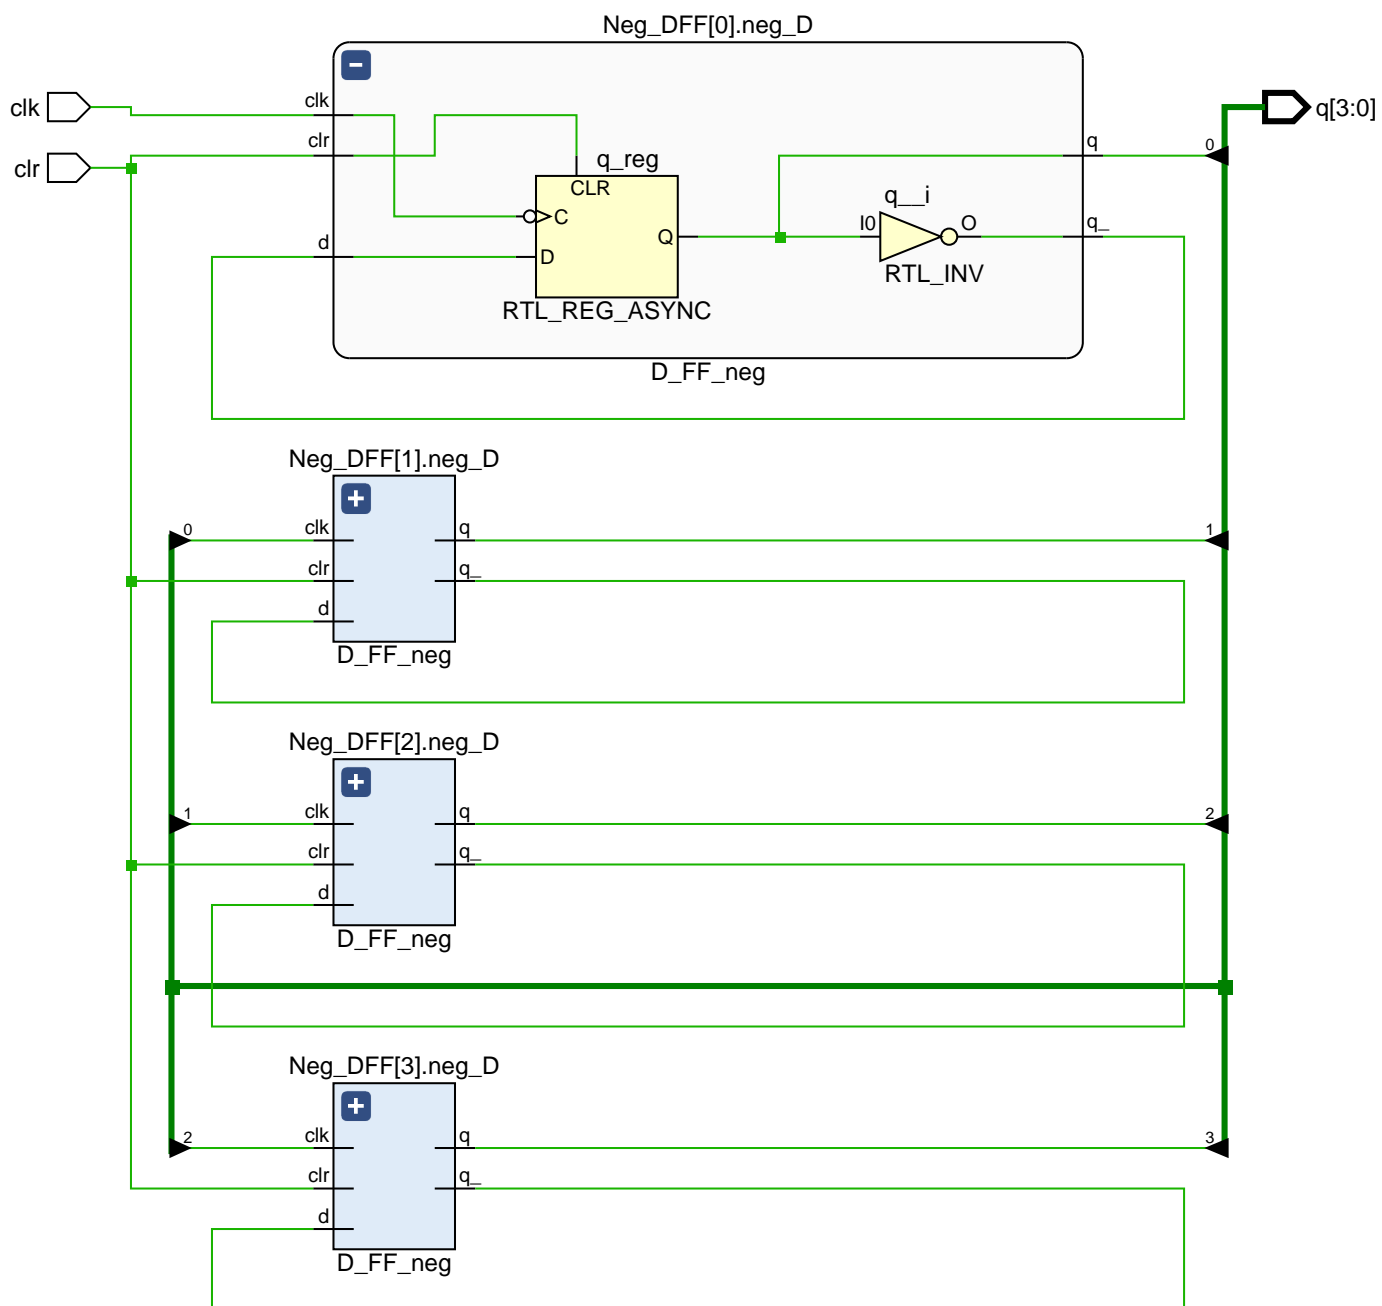 Neg_DFF[0].neg_D
clk
clr
clk
clr
d
q_reg
CLR
C
D
Q
RTL_REG_ASYNC
q__i
I0
O
RTL_INV
q
q_
0
q[3:0]
D_FF_neg
Neg_DFF[1].neg_D
0
clk
clr
d
q
q_
1
D_FF_neg
Neg_DFF[2].neg_D
1
clk
clr
d
q
q_
2
D_FF_neg
Neg_DFF[3].neg_D
2
clk
clr
d
q
q_
3
D_FF_neg